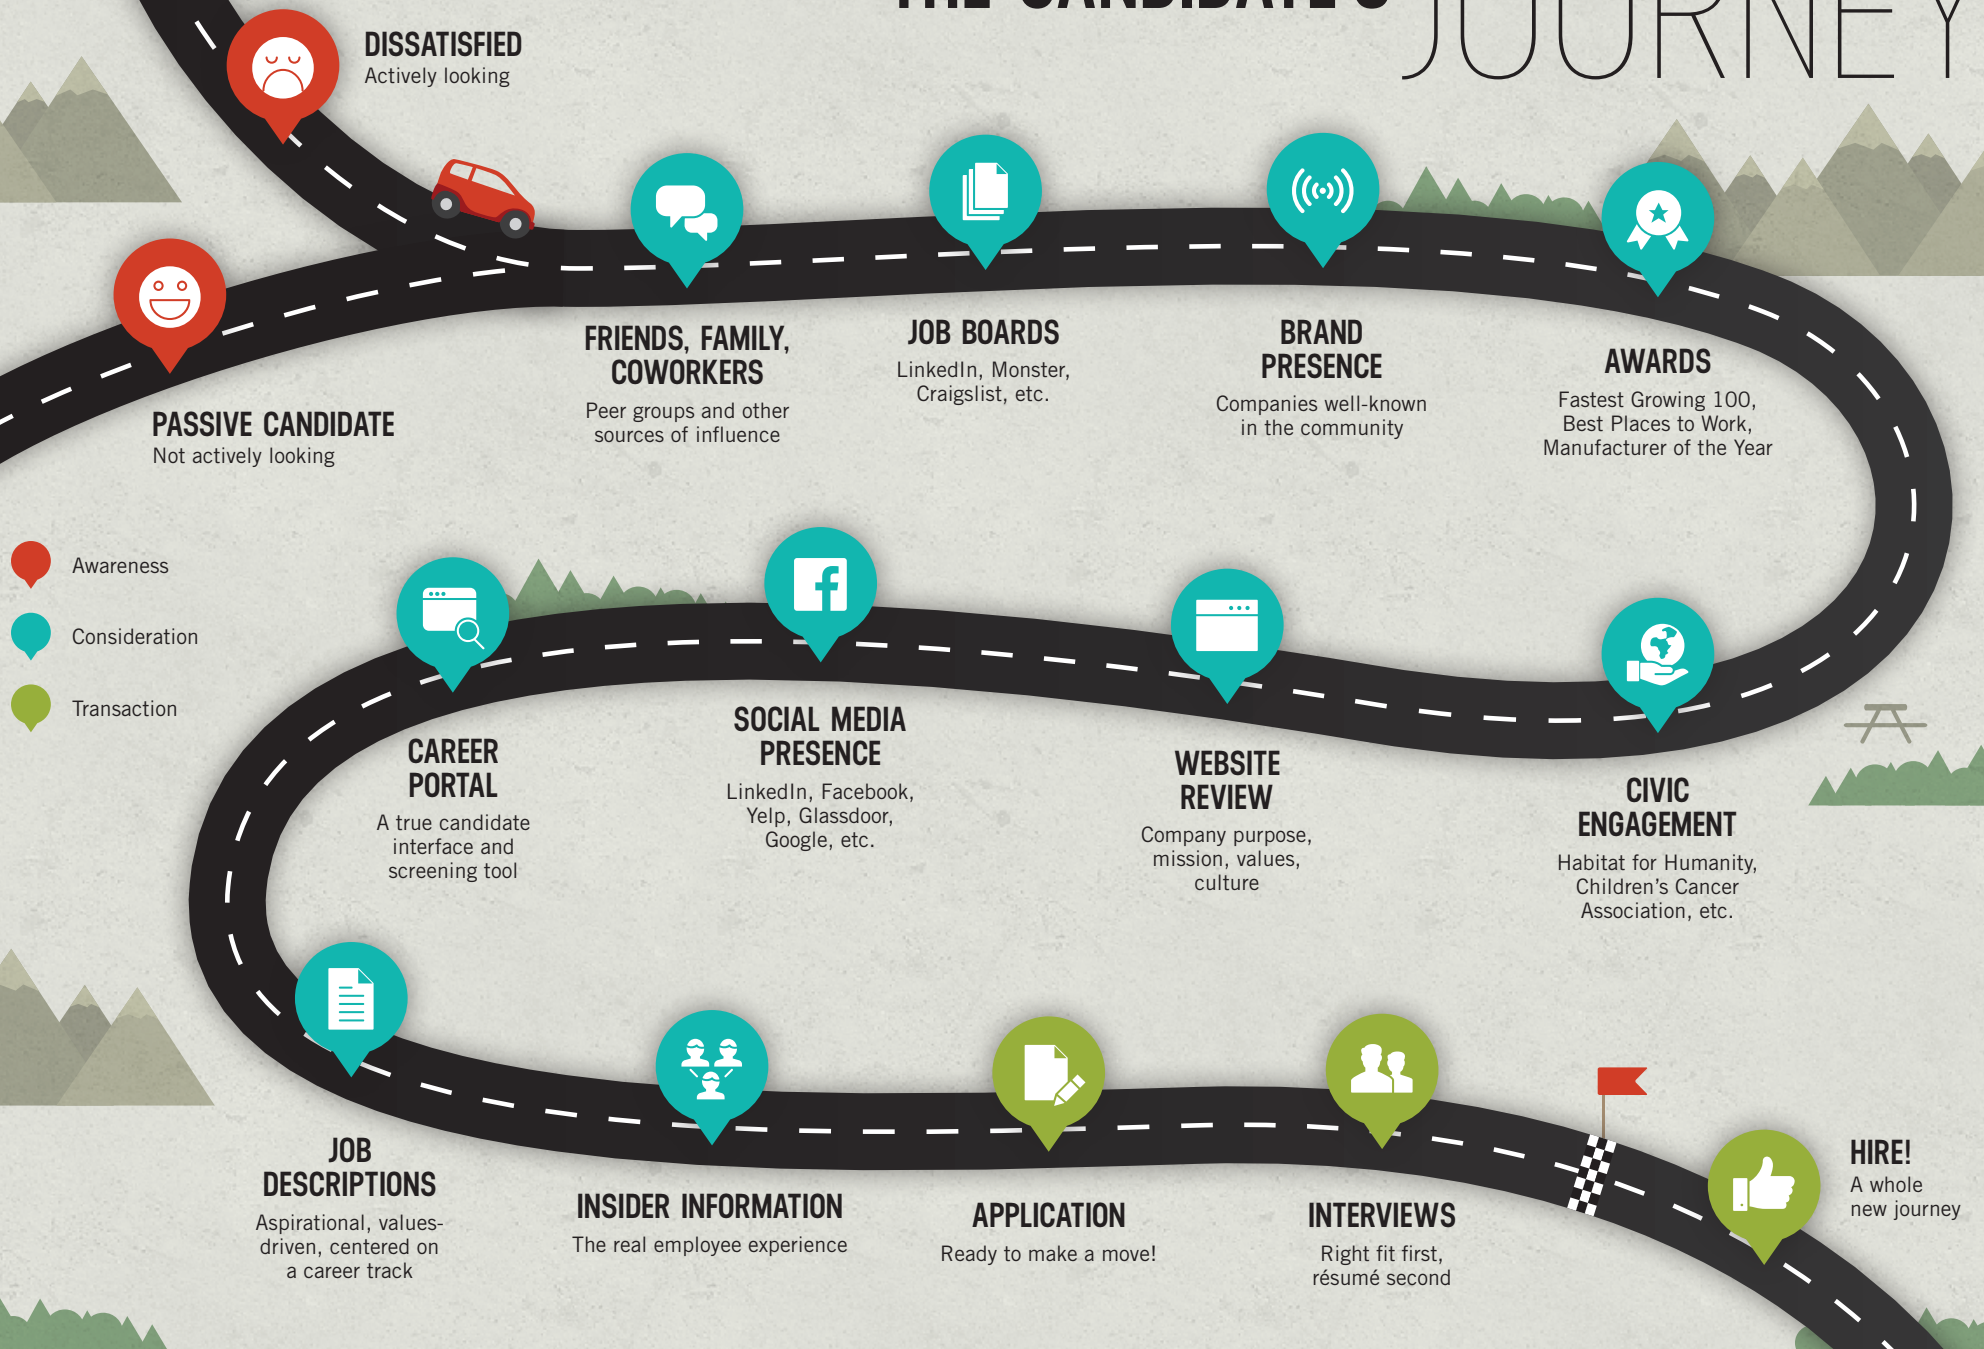 THE CANDIDATE'S
JOURNEY
DISSATISFIED
Actively looking
PASSIVE CANDIDATE
Not actively looking
FRIENDS, FAMILY,
COWORKERS
Peer groups and other
sources of influence
JOB BOARDS
LinkedIn, Monster,
Craigslist, etc.
BRAND
PRESENCE
Companies well-known
in the community
AWARDS
Fastest Growing 100,
Best Places to Work,
Manufacturer of the Year
Awareness
Consideration
Transaction
CAREER
PORTAL
A true candidate
interface and
screening tool
SOCIAL MEDIA
PRESENCE
LinkedIn, Facebook,
Yelp, Glassdoor,
Google, etc.
WEBSITE
REVIEW
Company purpose,
mission, values,
culture
CIVIC
ENGAGEMENT
Habitat for Humanity,
Children’s Cancer
Association, etc.
JOB
DESCRIPTIONS
Aspirational, values-
driven, centered on
a career track
INSIDER INFORMATION
The real employee experience
APPLICATION
Ready to make a move!
INTERVIEWS
Right fit first,
résumé second
HIRE!
A whole
new journey